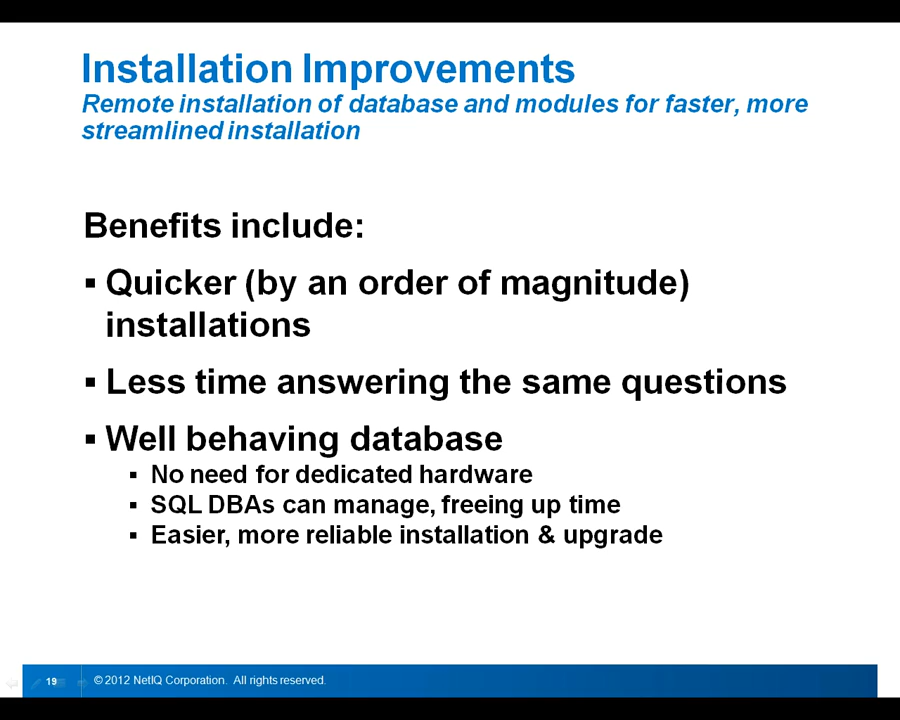 Installation Improvements
Remote installation of database and modules for faster, more
streamlined installation
Benefits include:
▪ Quicker (by an order of magnitude)
installations
▪ Less time answering the same questions
▪ Well behaving database
▪ No need for dedicated hardware
▪ SQL DBAs can manage, freeing up time
▪ Easier, more reliable installation & upgrade
19 © 2012 NetIQ Corporation. All rights reserved.